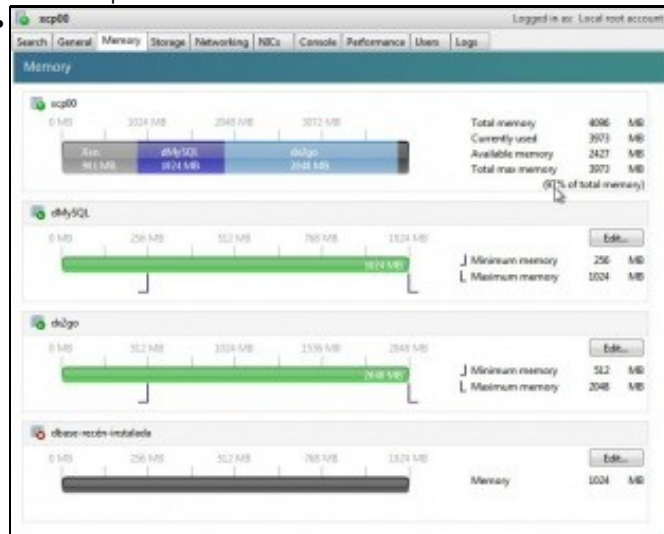 xcp00 Logged in as: Local root account
Search General Memory Storage Networking NICs Console Performance Users Logs
Memory
xcp00
0 MB 1024 MB 2048 MB 3072 MB
Xen dMySQL ds2go
1024 MB 2048 MB
Total memory 4096 MB
Currently used 3973 MB
Available memory 2427 MB
Total max memory 3973 MB
% of total memory)
dMySQL
0 MB 256 MB 512 MB 768 MB 1024 MB
1024 MB
Edit...
Minimum memory 256 MB
Maximum memory 1024 MB
ds2go
0 MB 512 MB 1024 MB 1536 MB 2048 MB
2048 MB
Edit...
Minimum memory 512 MB
Maximum memory 2048 MB
dbase-recén-instalada
0 MB 256 MB 512 MB 768 MB 1024 MB
Edit...
Memory 1024 MB